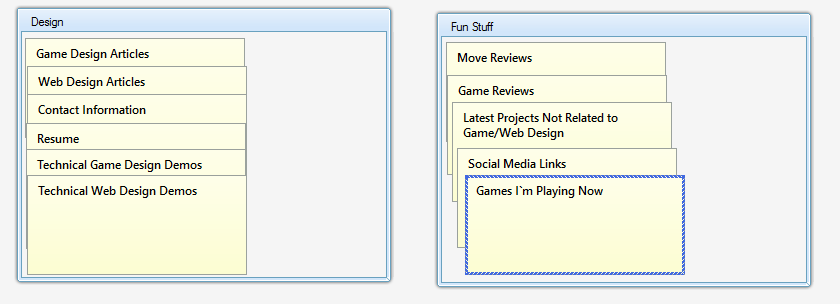 Design
Game Design Articles
Web Design Articles
Contact Information
Resume
Technical Game Design Demos
Technical Web Design Demos
Fun Stuff
Move Reviews
Game Reviews
Latest Projects Not Related to
Game/Web Design
Social Media Links
Games I`m Playing Now